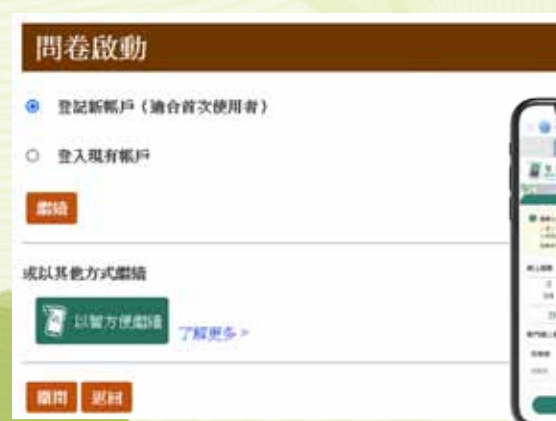 問卷啟動
登記新帳戶（適合首次使用者）
登入現有帳戶
繼續
或以其他方式繼續
以智方便繼續
了解更多 >
關閉
返回